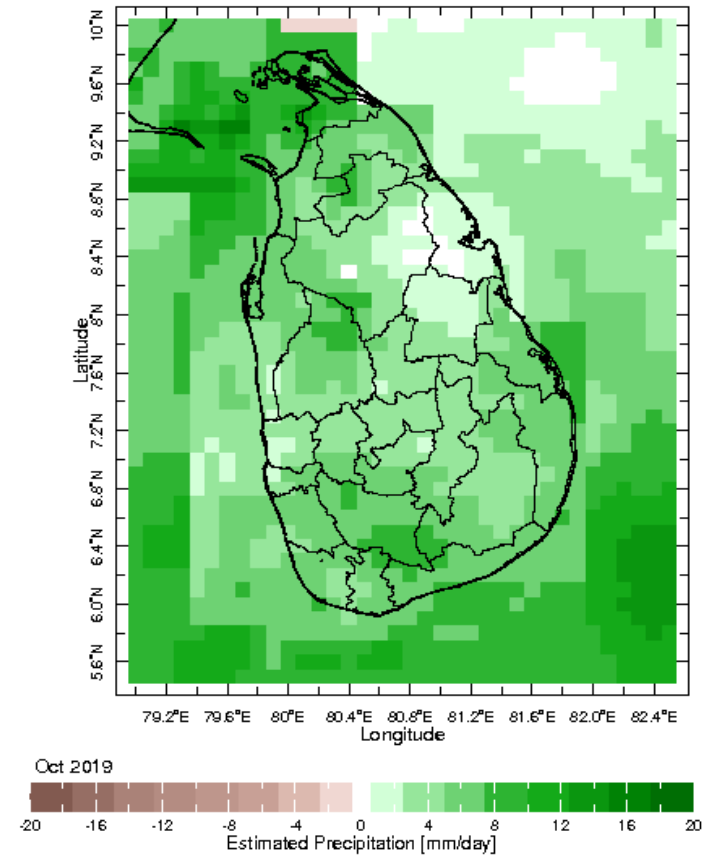 10°N
9.6°N
9.2°N
8.8°N
8.4°N
8°N
7.6°N
7.2°N
6.8°N
6.4°N
6.0°N
5.6°N
Latitude
79.2°E 79.6°E 80°E 80.4°E 80.8°E 81.2°E 81.6°E 82.0°E 82.4°E
Longitude
Oct 2019
-20 -16 -12 -8 -4 0 4 8 12 16 20
Estimated Precipitation [mm/day]